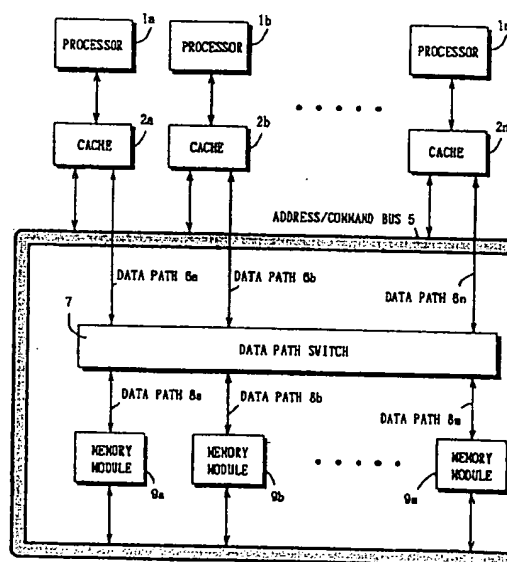 1a 1b 1n
PROCESSOR PROCESSOR PROCESSOR
2a 2b 2n
CACHE CACHE CACHE
ADDRESS/COMMAND BUS 5
DATA PATH 6a DATA PATH 6b DATA PATH 6n
7
DATA PATH SWITCH
DATA PATH 8a DATA PATH 8b DATA PATH 8m
MEMORY MODULE MEMORY MODULE MEMORY MODULE
9a 9b 9m